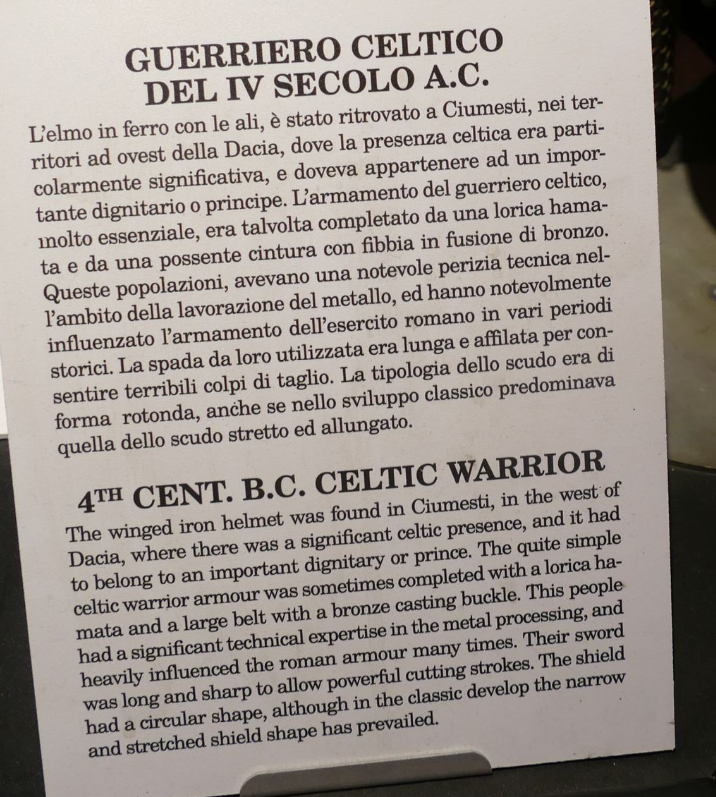 GUERRIERO CELTICO
DEL IV SECOLO A.C.
L'elmo in ferro con le ali, è stato ritrovato a Ciumesti, nei ter-
ritori ad ovest della Dacia, dove la presenza celtica era parti-
colarmente significativa, e doveva appartenere ad un impor-
tante dignitario o principe. L'armamento del guerriero celtico,
molto essenziale, era talvolta completato da una lorica hama-
ta e da una possente cintura con fibbia in fusione di bronzo.
Queste popolazioni, avevano una notevole perizia tecnica nel-
l'ambito della lavorazione del metallo, ed hanno notevolmente
influenzato l'armamento dell'esercito romano in vari periodi
storici. La spada da loro utilizzata era lunga e affilata per con-
sentire terribili colpi di taglio. La tipologia dello scudo era di
forma rotonda, anche se nello sviluppo classico predominava
quella dello scudo stretto ed allungato.
4TH CENT. B.C. CELTIC WARRIOR
The winged iron helmet was found in Ciumesti, in the west of
Dacia, where there was a significant celtic presence, and it had
to belong to an important dignitary or prince. The quite simple
celtic warrior armour was sometimes completed with a lorica ha-
mata and a large belt with a bronze casting buckle. This people
had a significant technical expertise in the metal processing, and
heavily influenced the roman armour many times. Their sword
was long and sharp to allow powerful cutting strokes. The shield
had a circular shape, although in the classic develop the narrow
and stretched shield shape has prevailed.